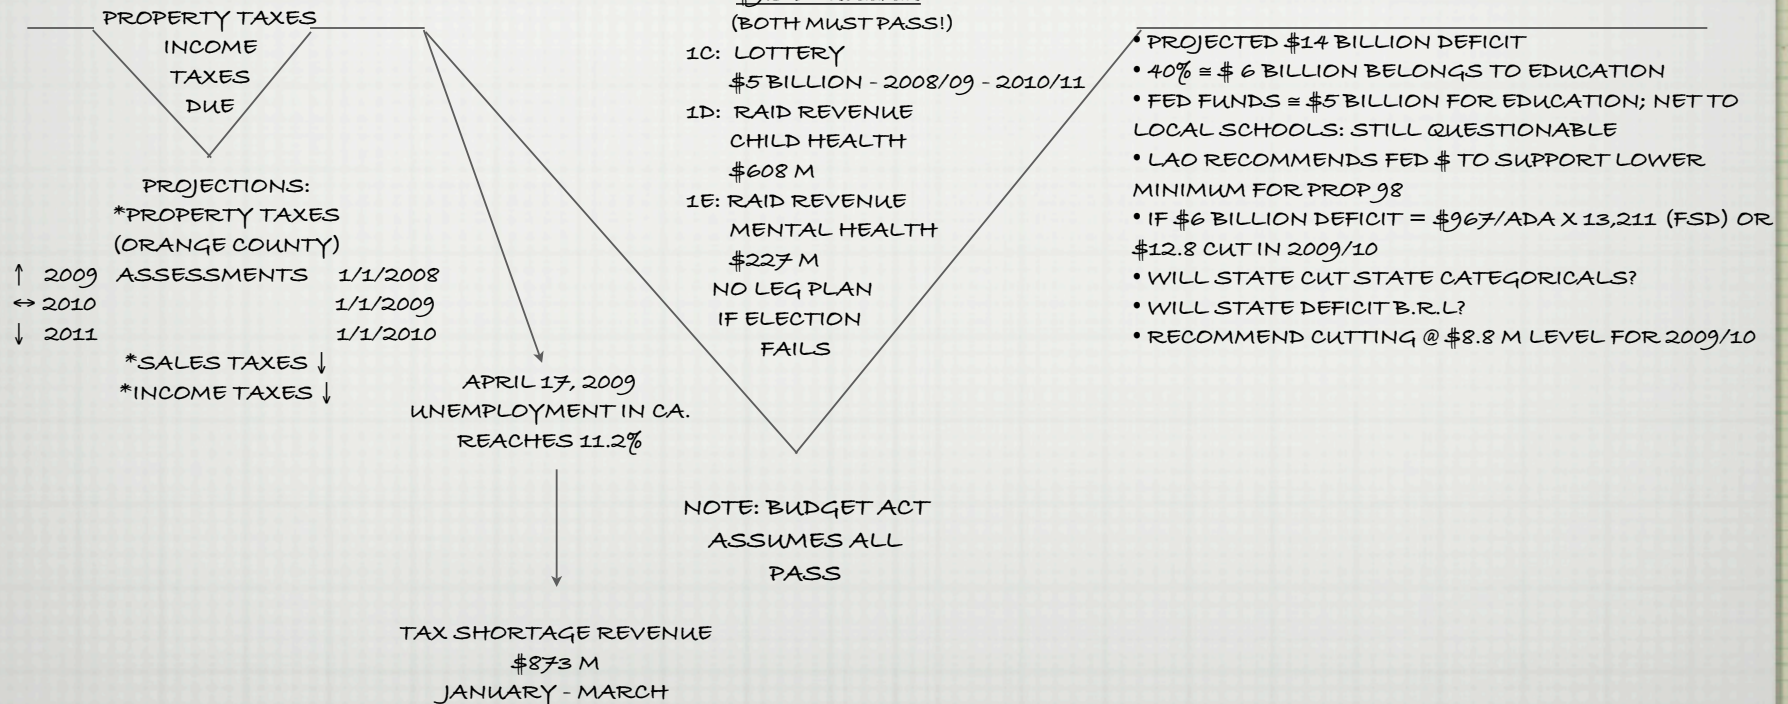 PROPERTY TAXES
INCOME
TAXES
DUE
PROJECTIONS:
*PROPERTY TAXES
(ORANGE COUNTY)
↑ 2009 ASSESSMENTS 1/1/2008
↔ 2010 1/1/2009
↓ 2011 1/1/2010
*SALES TAXES ↓
*INCOME TAXES ↓
APRIL 17, 2009
UNEMPLOYMENT IN CA.
REACHES 11.2%
TAX SHORTAGE REVENUE
$873 M
JANUARY - MARCH
(BOTH MUST PASS!)
1C: LOTTERY
$5 BILLION - 2008/09 - 2010/11
1D: RAID REVENUE
CHILD HEALTH
$608 M
1E: RAID REVENUE
MENTAL HEALTH
$227 M
NO LEG PLAN
IF ELECTION
FAILS
NOTE: BUDGET ACT
ASSUMES ALL
PASS
• PROJECTED $14 BILLION DEFICIT
• 40% ≅ $ 6 BILLION BELONGS TO EDUCATION
• FED FUNDS ≅ $5 BILLION FOR EDUCATION; NET TO
LOCAL SCHOOLS: STILL QUESTIONABLE
• LAO RECOMMENDS FED $ TO SUPPORT LOWER
MINIMUM FOR PROP 98
• IF $6 BILLION DEFICIT = $967/ADA X 13,211 (FSD) OR
$12.8 CUT IN 2009/10
• WILL STATE CUT STATE CATEGORICALS?
• WILL STATE DEFICIT B.R.L?
• RECOMMEND CUTTING @ $8.8 M LEVEL FOR 2009/10